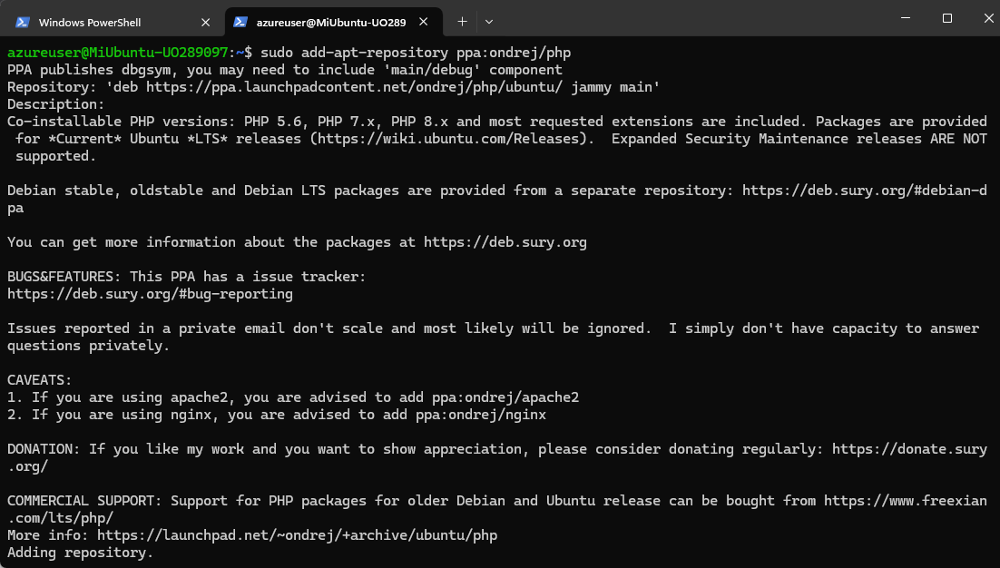 Windows PowerShell
azureuser@MiUbuntu-UO289
azureuser@MiUbuntu-UO289097:~$ sudo add-apt-repository ppa:ondrej/php
PPA publishes dbgsym, you may need to include 'main/debug' component
Repository: 'deb https://ppa.launchpadcontent.net/ondrej/php/ubuntu/ jammy main'
Description:
Co-installable PHP versions: PHP 5.6, PHP 7.x, PHP 8.x and most requested extensions are included. Packages are provided
 for *Current* Ubuntu *LTS* releases (https://wiki.ubuntu.com/Releases).  Expanded Security Maintenance releases ARE NOT
 supported.

Debian stable, oldstable and Debian LTS packages are provided from a separate repository: https://deb.sury.org/#debian-d
pa

You can get more information about the packages at https://deb.sury.org

BUGS&FEATURES: This PPA has a issue tracker:
https://deb.sury.org/#bug-reporting

Issues reported in a private email don't scale and most likely will be ignored.  I simply don't have capacity to answer
questions privately.

CAVEATS:
1. If you are using apache2, you are advised to add ppa:ondrej/apache2
2. If you are using nginx, you are advised to add ppa:ondrej/nginx

DONATION: If you like my work and you want to show appreciation, please consider donating regularly: https://donate.sury
.org/

COMMERCIAL SUPPORT: Support for PHP packages for older Debian and Ubuntu release can be bought from https://www.freexian
.com/lts/php/
More info: https://launchpad.net/~ondrej/+archive/ubuntu/php
Adding repository.